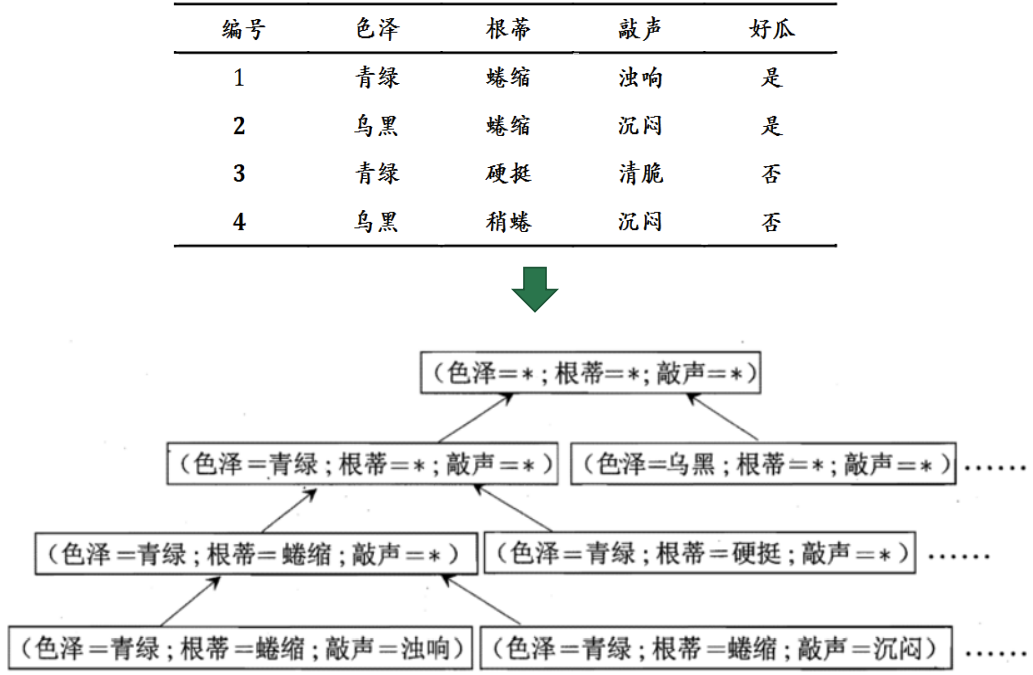 编号 色泽 根蒂 敲声 好瓜
1 青绿 蜷缩 浊响 是
2 乌黑 蜷缩 沉闷 是
3 青绿 硬挺 清脆 否
4 乌黑 稍蜷 沉闷 否
(色泽=*;根蒂=*;敲声=*)
(色泽=青绿;根蒂=*;敲声=*) (色泽=乌黑;根蒂=*;敲声=*) ······
(色泽=青绿;根蒂=蜷缩;敲声=*) (色泽=青绿;根蒂=硬挺;敲声=*) ······
(色泽=青绿;根蒂=蜷缩;敲声=浊响) (色泽=青绿;根蒂=蜷缩;敲声=沉闷) ······